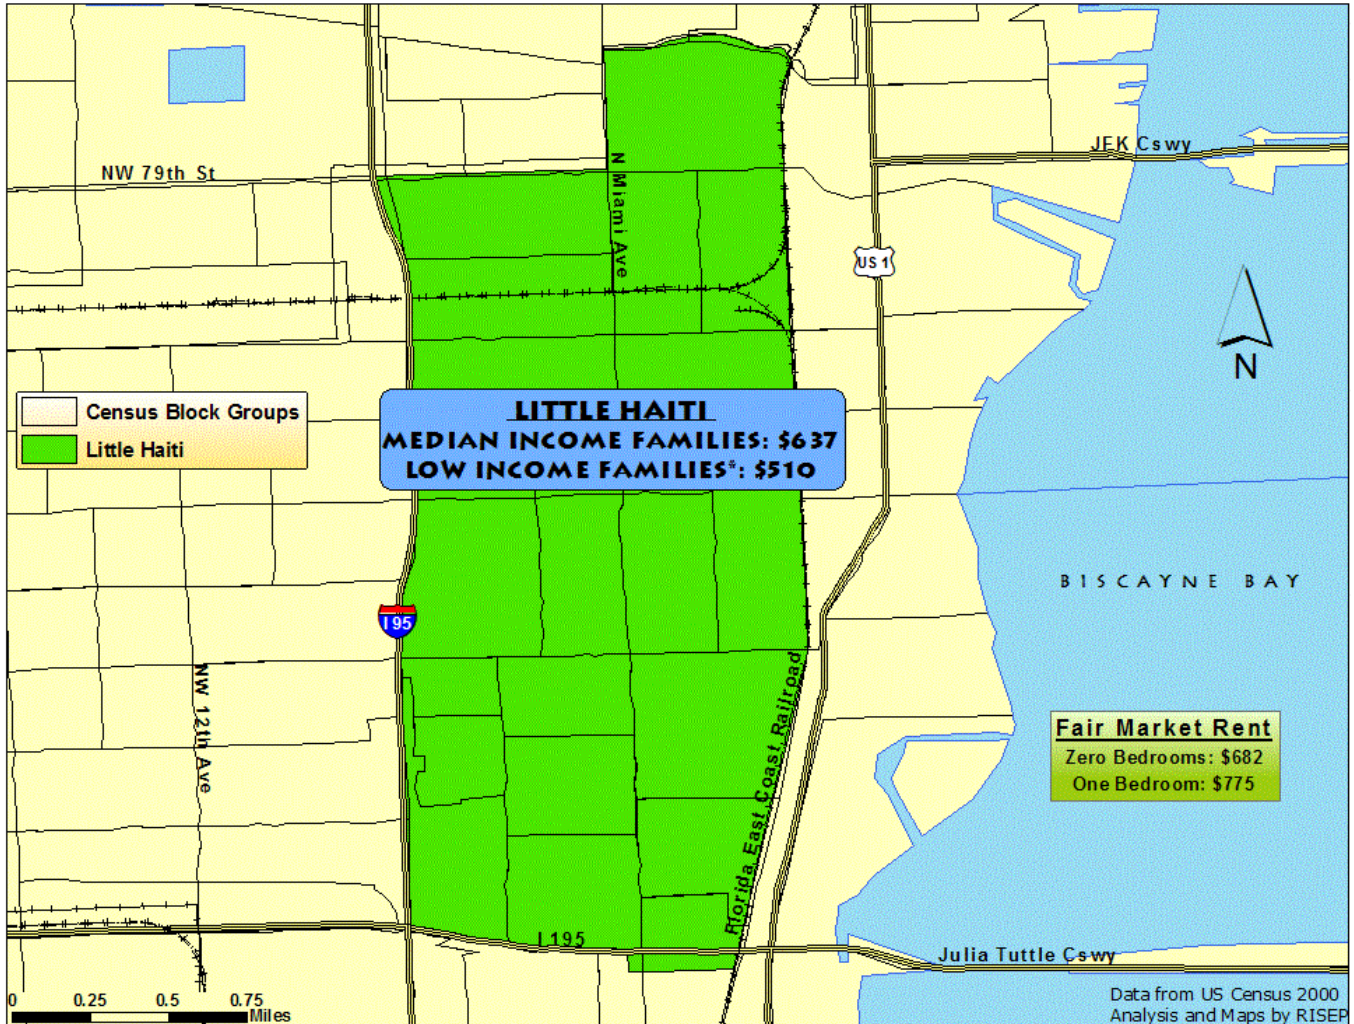 JFK Cswy
NW 79th St
N Miami Ave
US 1
N
Census Block Groups
Little Haiti
LITTLE HAITI
MEDIAN INCOME FAMILIES: $637
LOW INCOME FAMILIES*: $510
BISCAYNE BAY
I 95
NW 12th Ave
Florida East Coast Railroad
Fair Market Rent
Zero Bedrooms: $682
One Bedroom: $775
I 195
Julia Tuttle Cswy
0 0.25 0.5 0.75
Miles
Data from US Census 2000
Analysis and Maps by RISEP